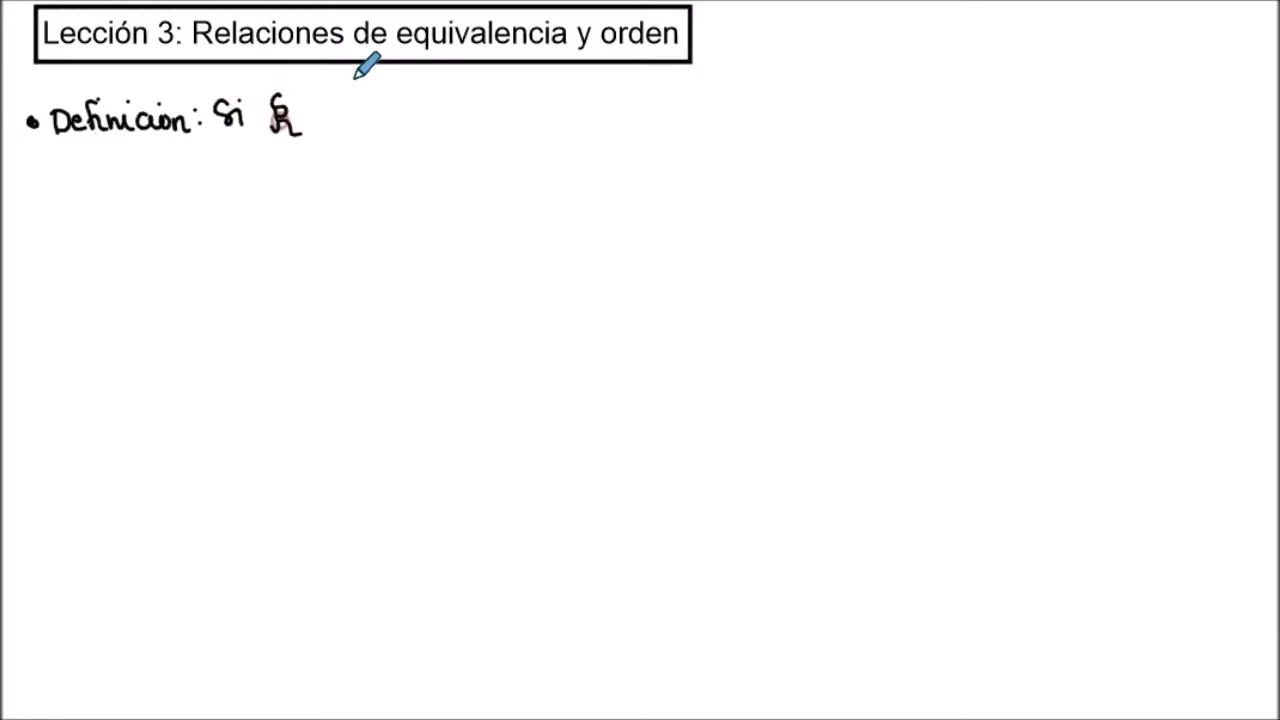 Lección 3: Relaciones de equivalencia y orden
• Definición: Si